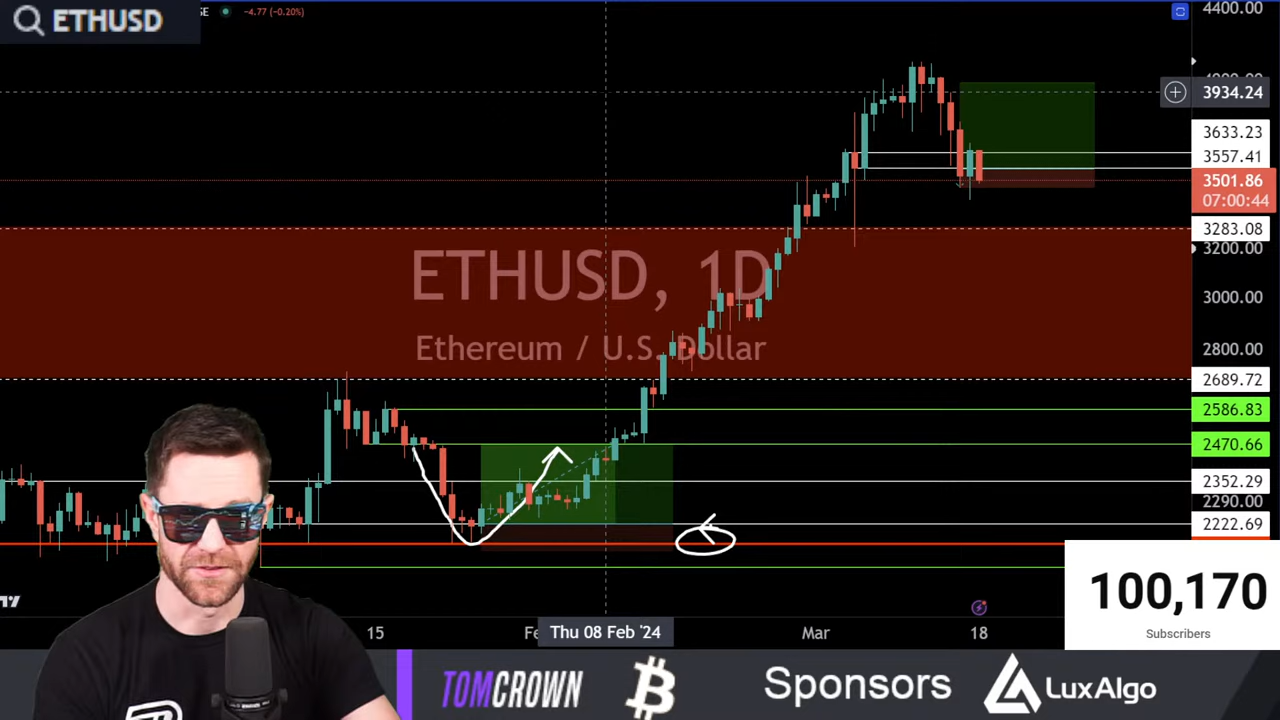 ETHUSD
SE
−4.77 (−0.20%)
4400.00
3934.24
3633.23
3557.41
3501.86
07:00:44
3283.08
3200.00
ETHUSD, 1D
3000.00
Ethereum / U.S. Dollar
2800.00
2689.72
2586.83
2470.66
2352.29
2290.00
2222.69
100,170
Subscribers
15
Fe
Thu 08 Feb '24
Mar
18
TOMCROWN
Sponsors
LuxAlgo